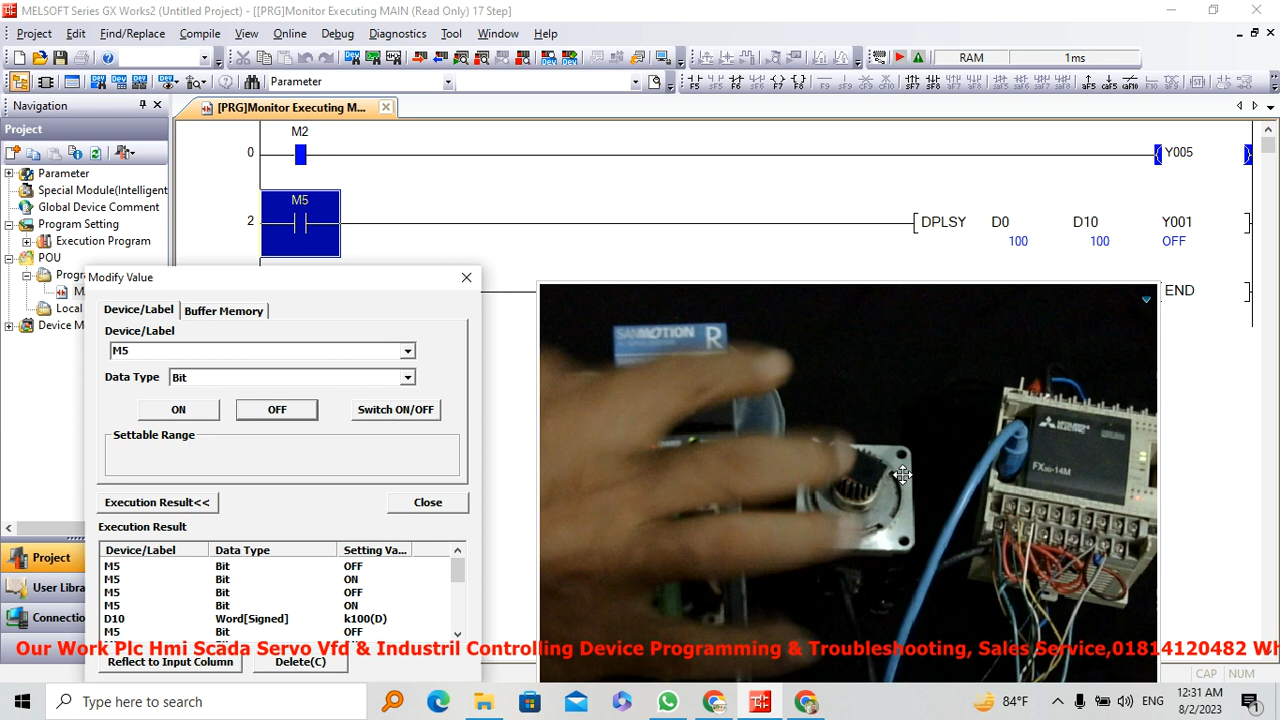 MELSOFT Series GX Works2 (Untitled Project) - [[PRG]Monitor Executing MAIN (Read Only) 17 Step]
Project Edit Find/Replace Compile View Online Debug Diagnostics Tool Window Help
RAM 1ms
Parameter
Navigation
[PRG]Monitor Executing M...
Project
Parameter
Special Module(Intelligent
Global Device Comment
Program Setting
Execution Program
POU
Progr
M
Local
Device M
Project
User Libra
Connectio
M2
0 Y005
M5
2 DPLSY D0 D10 Y001
100 100 OFF
END
Modify Value
Device/Label Buffer Memory
Device/Label
M5
Data Type Bit
ON OFF Switch ON/OFF
Settable Range
Execution Result<< Close
Execution Result
Device/Label Data Type Setting Va...
M5 Bit OFF
M5 Bit ON
M5 Bit OFF
M5 Bit ON
D10 Word[Signed] k100(D)
M5 Bit OFF
Reflect to Input Column Delete(C)
SANMOTION R
MITSUBISHI ELECTRIC
FX3S-14M
Our Work Plc Hmi Scada Servo Vfd & Industril Controlling Device Programming & Troubleshooting, Sales Service,01814120482 Wh
CAP NUM
Type here to search
84°F ENG 12:31 AM
8/2/2023
1